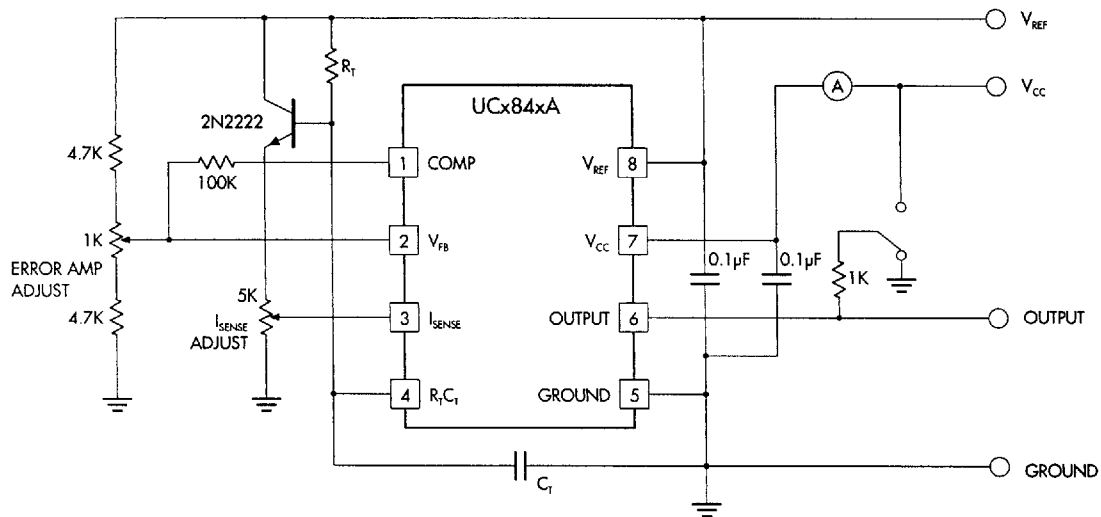 V_REF
R_T
A
V_CC
UCx84xA
2N2222
4.7K
100K
1 COMP
V_REF 8
1K
ERROR AMP
ADJUST
2 V_FB
V_CC 7
0.1µF
0.1µF
1K
4.7K
5K
I_SENSE
ADJUST
3 I_SENSE
OUTPUT 6
OUTPUT
4 R_TC_T
GROUND 5
C_T
GROUND